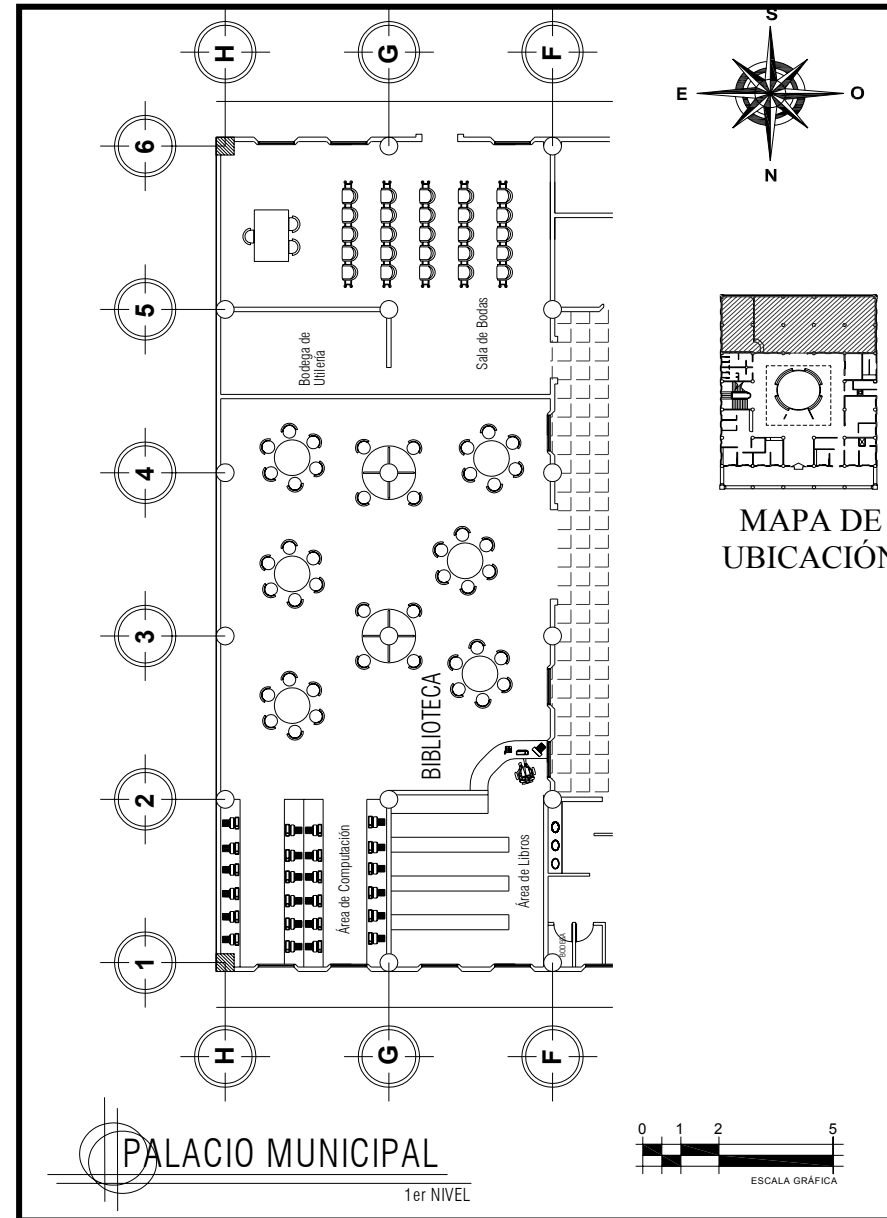 H
G
F
S
E
O
N
6
5
4
3
2
1
Bodega de
Utilería
Sala de Bodas
MAPA DE
UBICACIÓN
BIBLIOTECA
Área de Computación
Área de Libros
BODEGA
H
G
F
PALACIO MUNICIPAL
1er NIVEL
0 1 2 5
ESCALA GRÁFICA